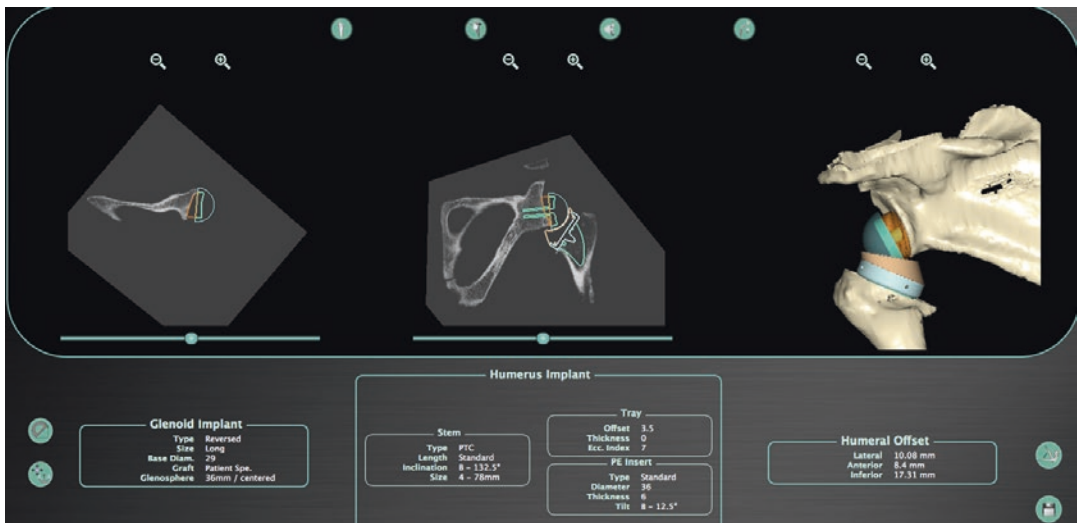 Glenoid Implant
Type Reversed
Size Long
Base Diam. 29
Graft Patient Spe.
Glenosphere 36mm / centered
Humerus Implant
Stem
Type PTC
Length Standard
Inclination B - 132.5°
Size 4 - 78mm
Tray
Offset 3.5
Thickness 0
Ecc. Index 7
PE Insert
Type Standard
Diameter 36
Thickness 6
Tilt B - 12.5°
Humeral Offset
Lateral 10.08 mm
Anterior 8.4 mm
Inferior 17.31 mm